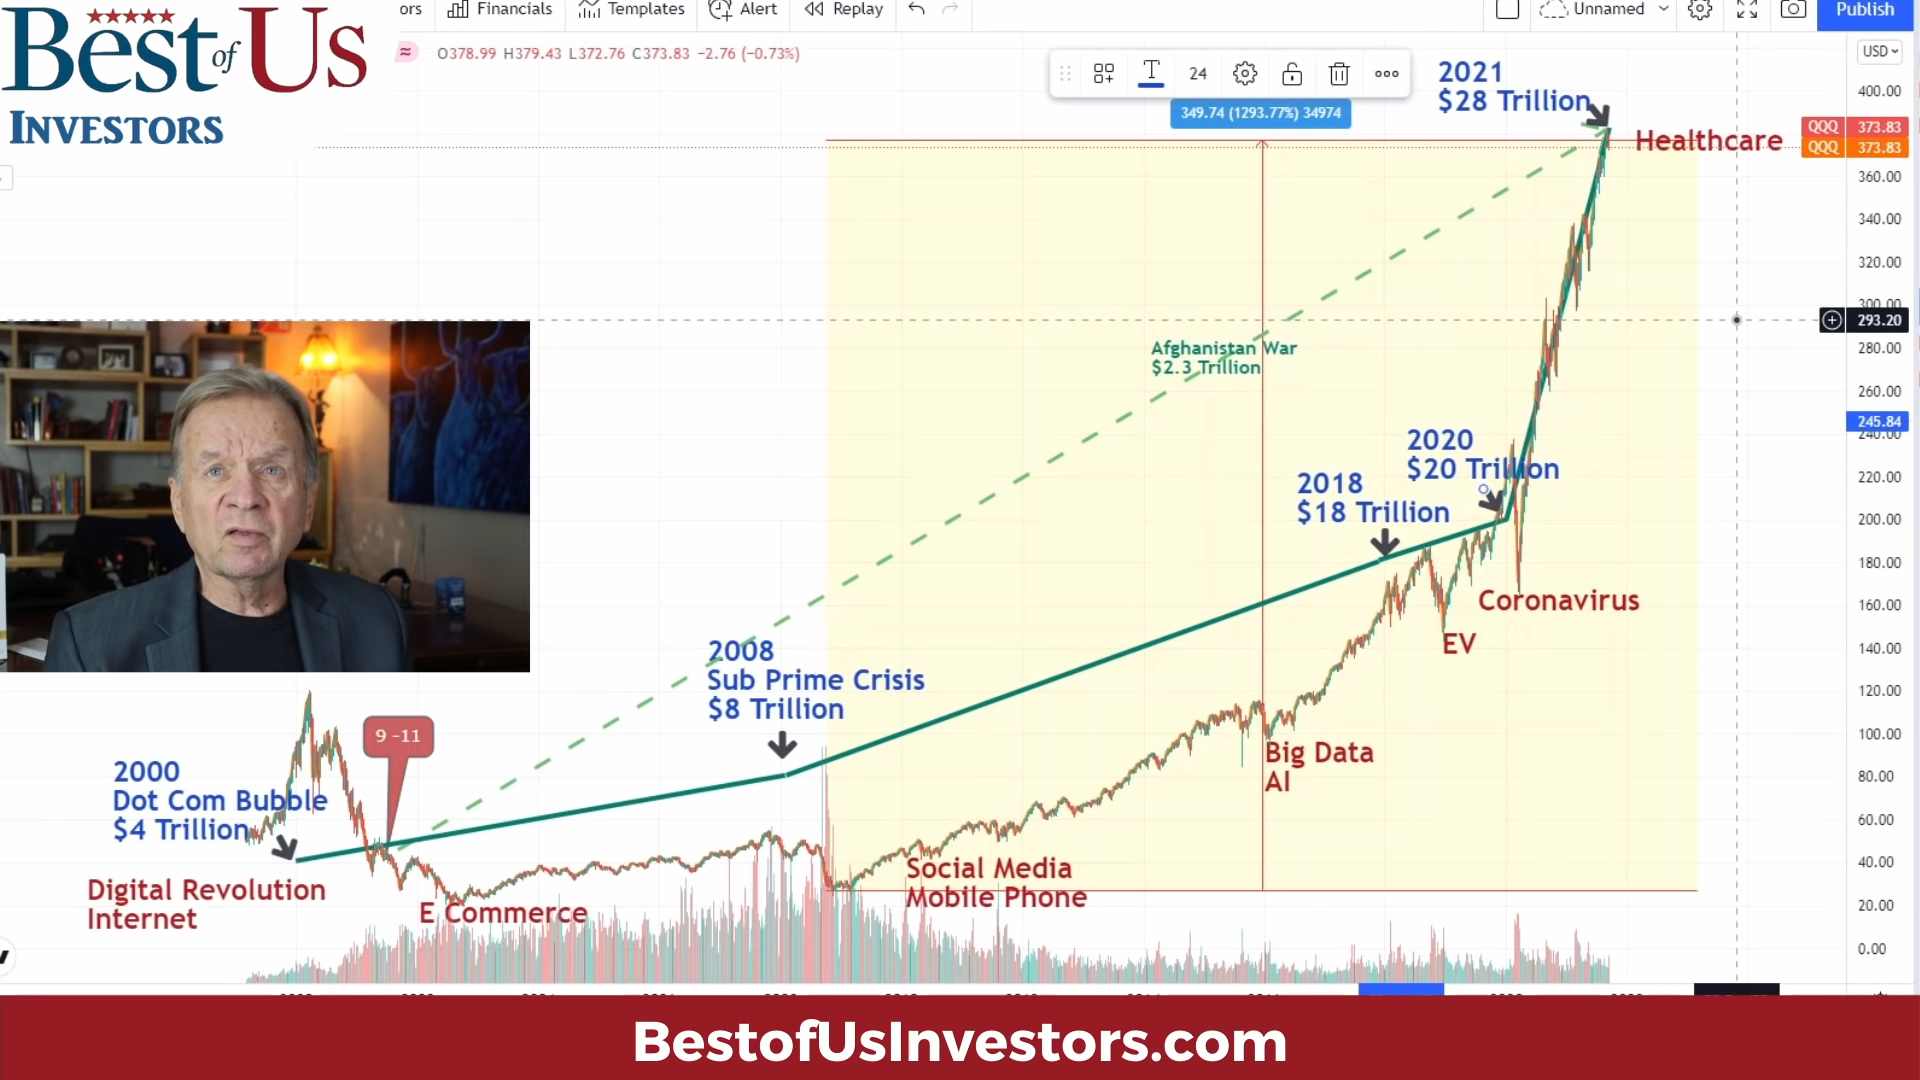 Best of Us
INVESTORS
ors
Financials
Templates
Alert
Replay
Unnamed
Publish
O378.99 H379.43 L372.76 C373.83 −2.76 (−0.73%)
24
USD
349.74 (1293.77%) 34974
2021
$28 Trillion
Healthcare
QQQ 373.83
QQQ 373.83
400.00
360.00
340.00
320.00
300.00
293.20
280.00
260.00
245.84
240.00
220.00
200.00
180.00
160.00
140.00
120.00
100.00
80.00
60.00
40.00
20.00
0.00
Afghanistan War
$2.3 Trillion
2020
$20 Trillion
2018
$18 Trillion
Coronavirus
EV
2008
Sub Prime Crisis
$8 Trillion
9 -11
2000
Dot Com Bubble
$4 Trillion
Big Data
AI
Social Media
Mobile Phone
Digital Revolution
Internet
E Commerce
BestofUsInvestors.com